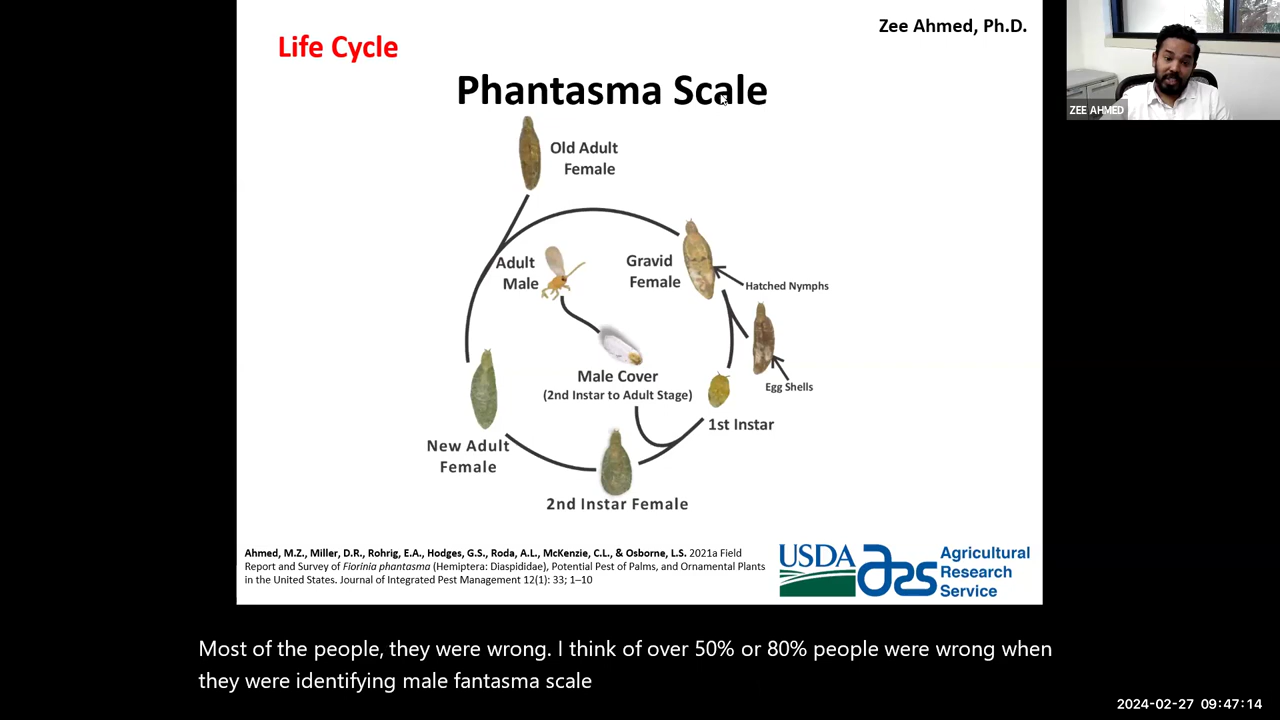 Zee Ahmed, Ph.D.
Life Cycle
Phantasma Scale
ZEE AHMED
Old Adult
Female
Adult
Male
Gravid
Female
Hatched Nymphs
Male Cover
(2nd Instar to Adult Stage)
Egg Shells
1st Instar
New Adult
Female
2nd Instar Female
Ahmed, M.Z., Miller, D.R., Rohrig, E.A., Hodges, G.S., Roda, A.L., McKenzie, C.L., & Osborne, L.S. 2021a Field
Report and Survey of Fiorinia phantasma (Hemiptera: Diaspididae), Potential Pest of Palms, and Ornamental Plants
in the United States. Journal of Integrated Pest Management 12(1): 33; 1–10
USDA
ars
Agricultural
Research
Service
Most of the people, they were wrong. I think of over 50% or 80% people were wrong when
they were identifying male fantasma scale
2024-02-27 09:47:14